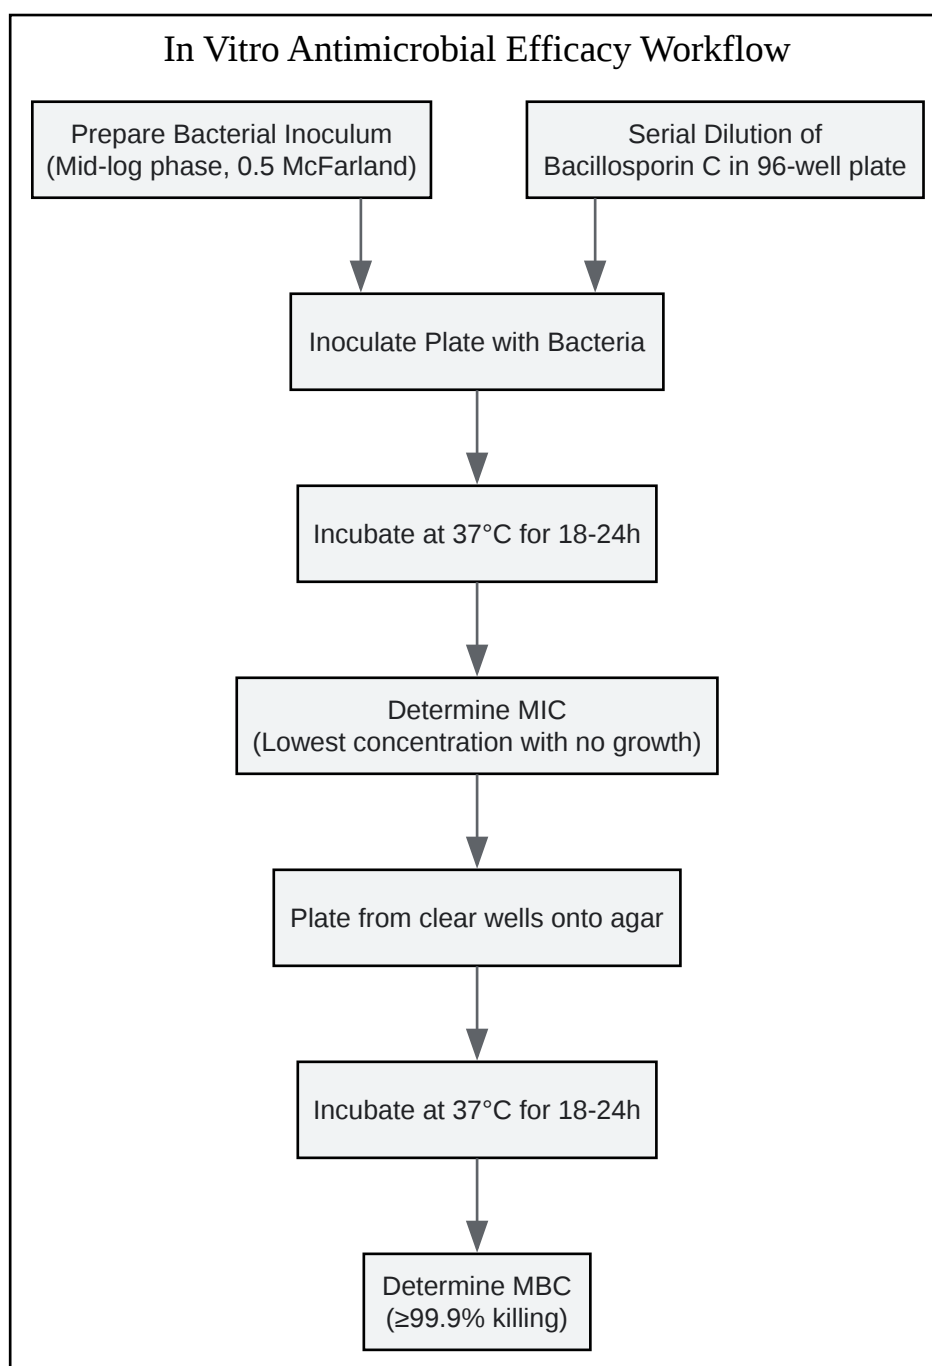 In Vitro Antimicrobial Efficacy Workflow
Prepare Bacterial Inoculum
(Mid-log phase, 0.5 McFarland)
Serial Dilution of
Bacillosporin C in 96-well plate
Inoculate Plate with Bacteria
Incubate at 37°C for 18-24h
Determine MIC
(Lowest concentration with no growth)
Plate from clear wells onto agar
Incubate at 37°C for 18-24h
Determine MBC
(≥99.9% killing)